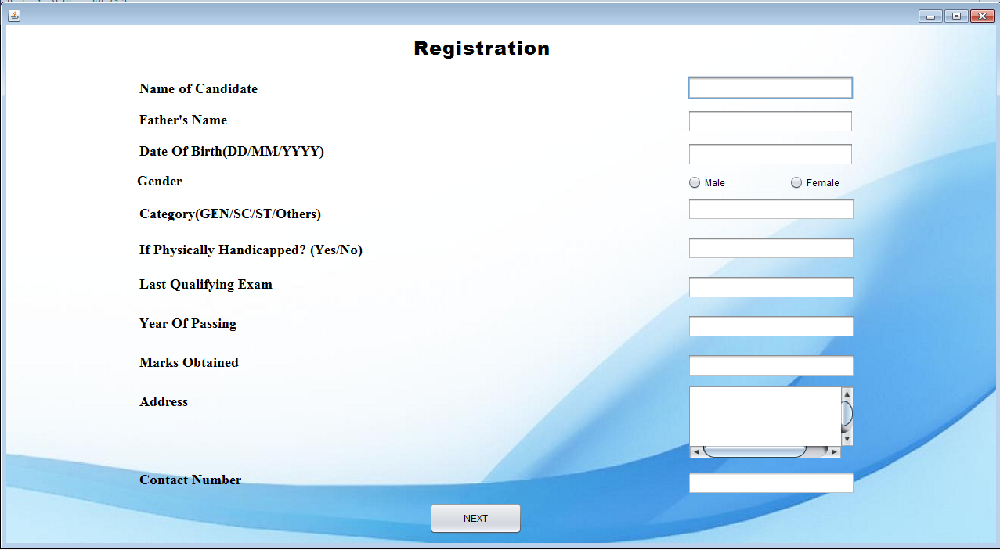 Registration
Name of Candidate
Father's Name
Date Of Birth(DD/MM/YYYY)
Gender
Male Female
Category(GEN/SC/ST/Others)
If Physically Handicapped? (Yes/No)
Last Qualifying Exam
Year Of Passing
Marks Obtained
Address
Contact Number
NEXT